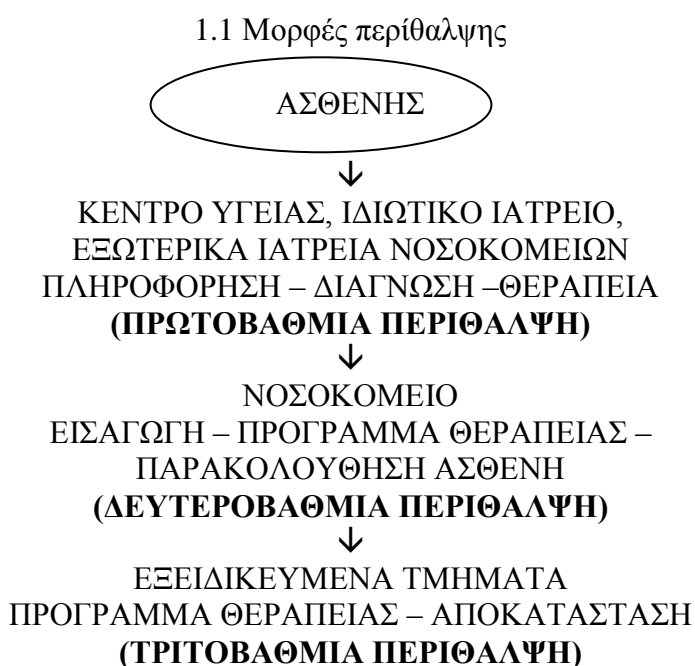 1.1 Μορφές περίθαλψης
ΑΣΘΕΝΗΣ
ΚΕΝΤΡΟ ΥΓΕΙΑΣ, ΙΔΙΩΤΙΚΟ ΙΑΤΡΕΙΟ,
ΕΞΩΤΕΡΙΚΑ ΙΑΤΡΕΙΑ ΝΟΣΟΚΟΜΕΙΩΝ
ΠΛΗΡΟΦΟΡΗΣΗ – ΔΙΑΓΝΩΣΗ –ΘΕΡΑΠΕΙΑ
(ΠΡΩΤΟΒΑΘΜΙΑ ΠΕΡΙΘΑΛΨΗ)
ΝΟΣΟΚΟΜΕΙΟ
ΕΙΣΑΓΩΓΗ – ΠΡΟΓΡΑΜΜΑ ΘΕΡΑΠΕΙΑΣ –
ΠΑΡΑΚΟΛΟΥΘΗΣΗ ΑΣΘΕΝΗ
(ΔΕΥΤΕΡΟΒΑΘΜΙΑ ΠΕΡΙΘΑΛΨΗ)
ΕΞΕΙΔΙΚΕΥΜΕΝΑ ΤΜΗΜΑΤΑ
ΠΡΟΓΡΑΜΜΑ ΘΕΡΑΠΕΙΑΣ – ΑΠΟΚΑΤΑΣΤΑΣΗ
(ΤΡΙΤΟΒΑΘΜΙΑ ΠΕΡΙΘΑΛΨΗ)